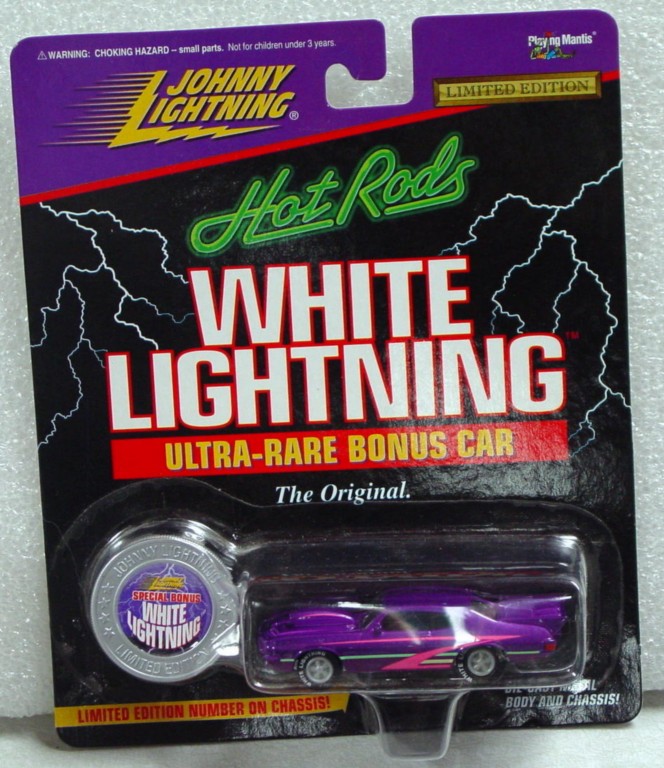 ⚠ WARNING: CHOKING HAZARD -- small parts. Not for children under 3 years.
Playing Mantis®
JOHNNY
LIGHTNING®
LIMITED EDITION
Hot Rods
WHITE
LIGHTNING™
ULTRA-RARE BONUS CAR
The Original.
JOHNNY LIGHTNING
SPECIAL BONUS
WHITE
LIGHTNING
LIMITED EDITION
LIMITED EDITION NUMBER ON CHASSIS!
DIE-CAST METAL
BODY AND CHASSIS!